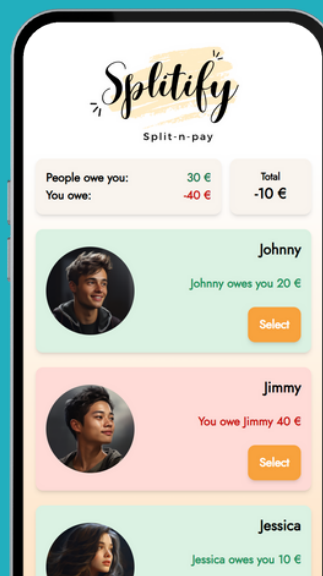 Splitify
Split-n-pay
People owe you: 30 €
You owe: -40 €
Total
-10 €
Johnny
Johnny owes you 20 €
Select
Jimmy
You owe Jimmy 40 €
Select
Jessica
Jessica owes you 10 €